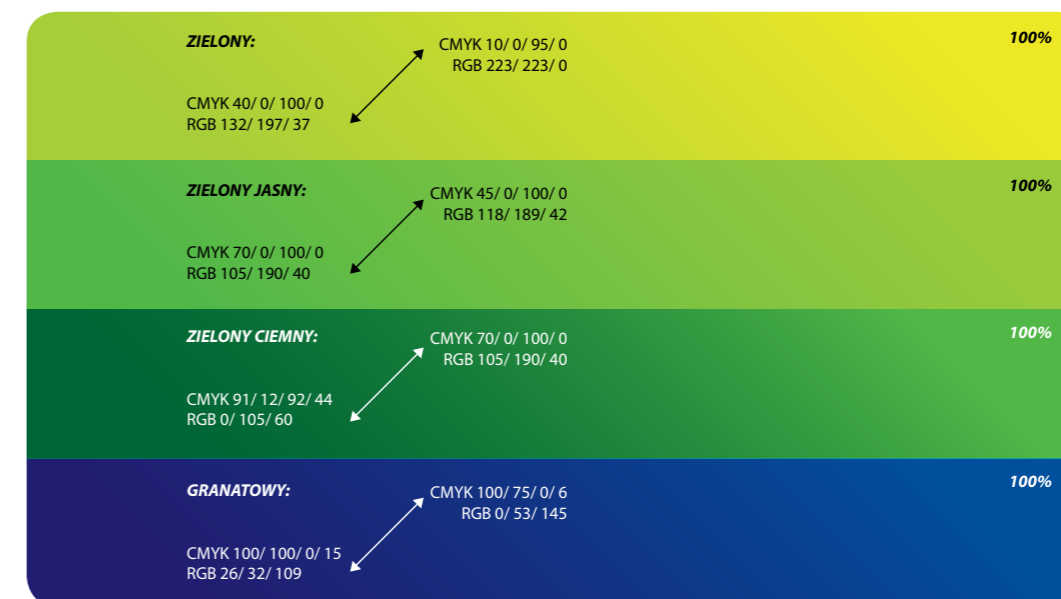 ZIELONY:
CMYK 10/ 0/ 95/ 0
RGB 223/ 223/ 0
100%
CMYK 40/ 0/ 100/ 0
RGB 132/ 197/ 37
ZIELONY JASNY:
CMYK 45/ 0/ 100/ 0
RGB 118/ 189/ 42
100%
CMYK 70/ 0/ 100/ 0
RGB 105/ 190/ 40
ZIELONY CIEMNY:
CMYK 70/ 0/ 100/ 0
RGB 105/ 190/ 40
100%
CMYK 91/ 12/ 92/ 44
RGB 0/ 105/ 60
GRANATOWY:
CMYK 100/ 75/ 0/ 6
RGB 0/ 53/ 145
100%
CMYK 100/ 100/ 0/ 15
RGB 26/ 32/ 109